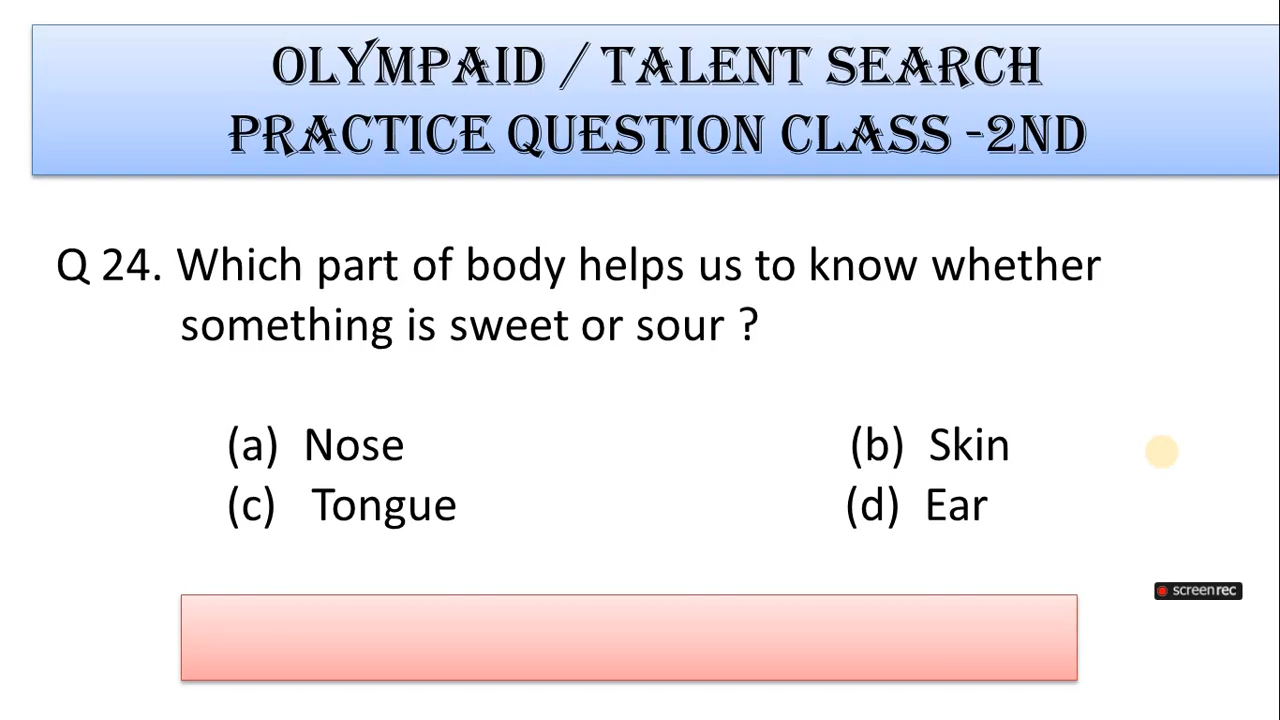 OLYMPAID / TALENT SEARCH
PRACTICE QUESTION CLASS -2ND
Q 24. Which part of body helps us to know whether
something is sweet or sour ?
(a) Nose (b) Skin
(c) Tongue (d) Ear
screenrec